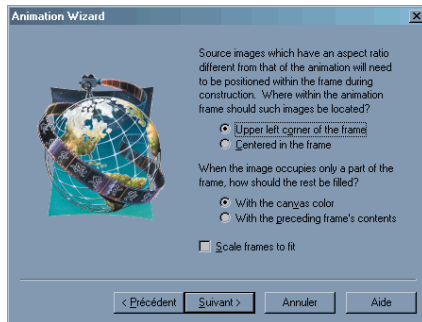 Animation Wizard
Source images which have an aspect ratio
different from that of the animation will need
to be positioned within the frame during
construction. Where within the animation
frame should such images be located?
Upper left corner of the frame
Centered in the frame
When the image occupies only a part of the
frame, how should the rest be filled?
With the canvas color
With the preceding frame's contents
Scale frames to fit
< Précédent
Suivant >
Annuler
Aide